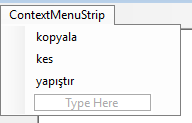 ContextMenuStrip
kopyala
kes
yapıştır
Type Here